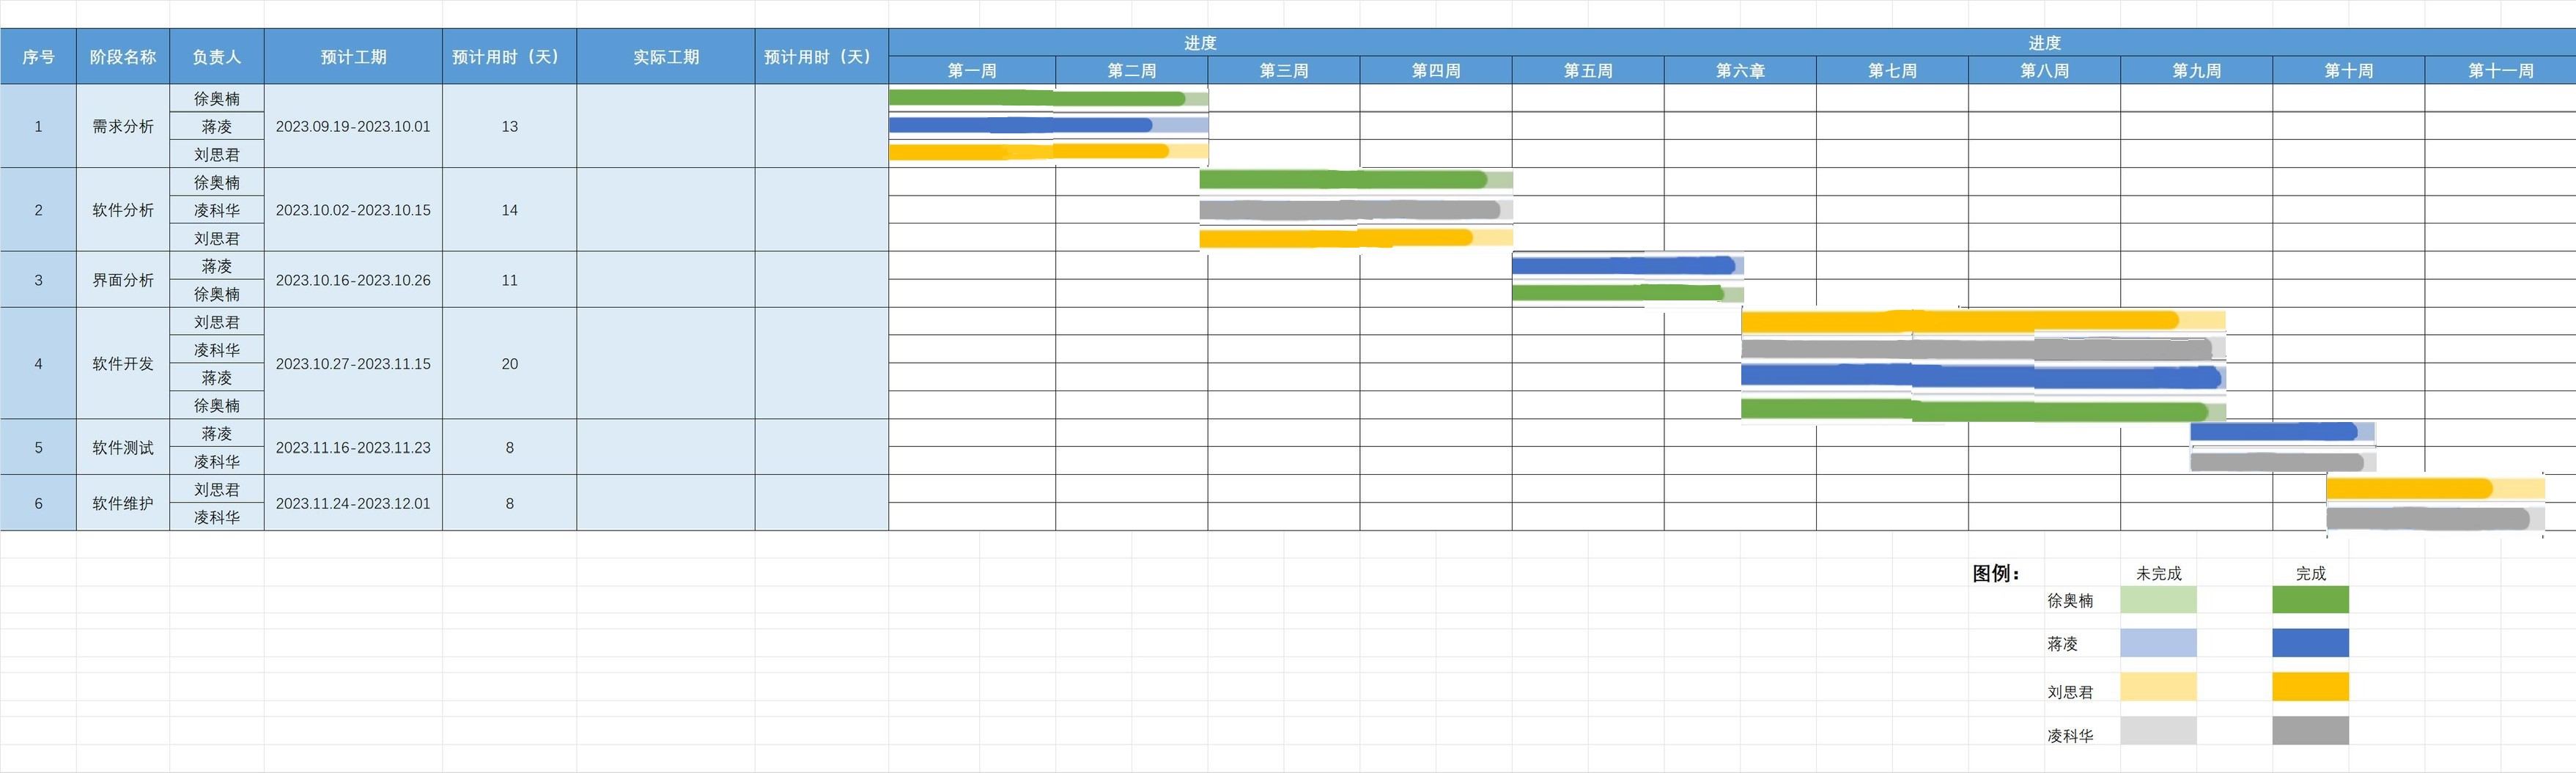 序号 阶段名称 负责人 预计工期 预计用时（天） 实际工期 预计用时（天） 进度 进度
第一周 第二周 第三周 第四周 第五周 第六章 第七周 第八周 第九周 第十周 第十一周
1 需求分析 徐奥楠 2023.09.19-2023.10.01 13
蒋凌
刘思君
2 软件分析 徐奥楠 2023.10.02-2023.10.15 14
凌科华
刘思君
3 界面分析 蒋凌 2023.10.16-2023.10.26 11
徐奥楠
4 软件开发 刘思君 2023.10.27-2023.11.15 20
凌科华
蒋凌
徐奥楠
5 软件测试 蒋凌 2023.11.16-2023.11.23 8
凌科华
6 软件维护 刘思君 2023.11.24-2023.12.01 8
凌科华
图例： 未完成 完成
徐奥楠
蒋凌
刘思君
凌科华